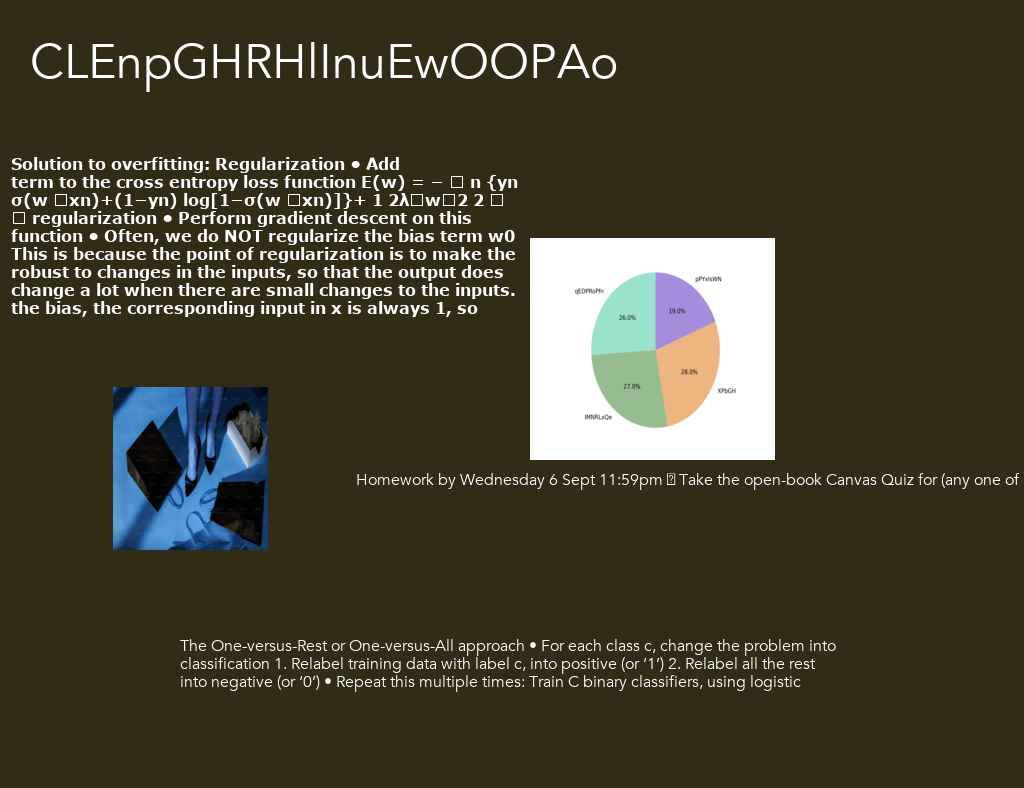 CLEnpGHRHlInuEwOOPAo
Solution to overfitting: Regularization • Add
term to the cross entropy loss function E(w) = − □ n {yn
σ(w □xn)+(1−yn) log[1−σ(w □xn)]}+ 1 2λ□w□2 2 □
□ regularization • Perform gradient descent on this
function • Often, we do NOT regularize the bias term w0
This is because the point of regularization is to make the
robust to changes in the inputs, so that the output does
change a lot when there are small changes to the inputs.
the bias, the corresponding input in x is always 1, so
qEDPRoPfn
pPYxIsWN
26.0%
19.0%
28.0%
27.0%
XPbGH
IMNRLxQe
Homework by Wednesday 6 Sept 11:59pm □ Take the open-book Canvas Quiz for (any one of
The One-versus-Rest or One-versus-All approach • For each class c, change the problem into
classification 1. Relabel training data with label c, into positive (or ‘1’) 2. Relabel all the rest
into negative (or ‘0’) • Repeat this multiple times: Train C binary classifiers, using logistic